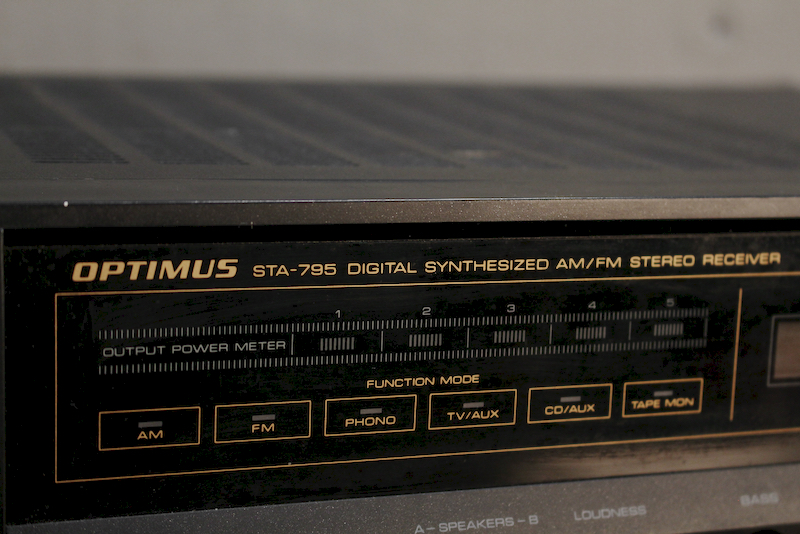 OPTIMUS STA-795 DIGITAL SYNTHESIZED AM/FM STEREO RECEIVER
1 2 3 4 5
OUTPUT POWER METER
FUNCTION MODE
AM FM PHONO TV/AUX CD/AUX TAPE MON
A-SPEAKERS-B LOUDNESS BASS